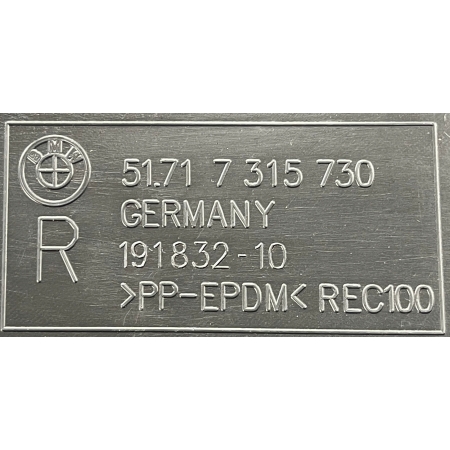 BMW
51.71 7 315 730
GERMANY
R
191832-10
>PP-EPDM< REC100